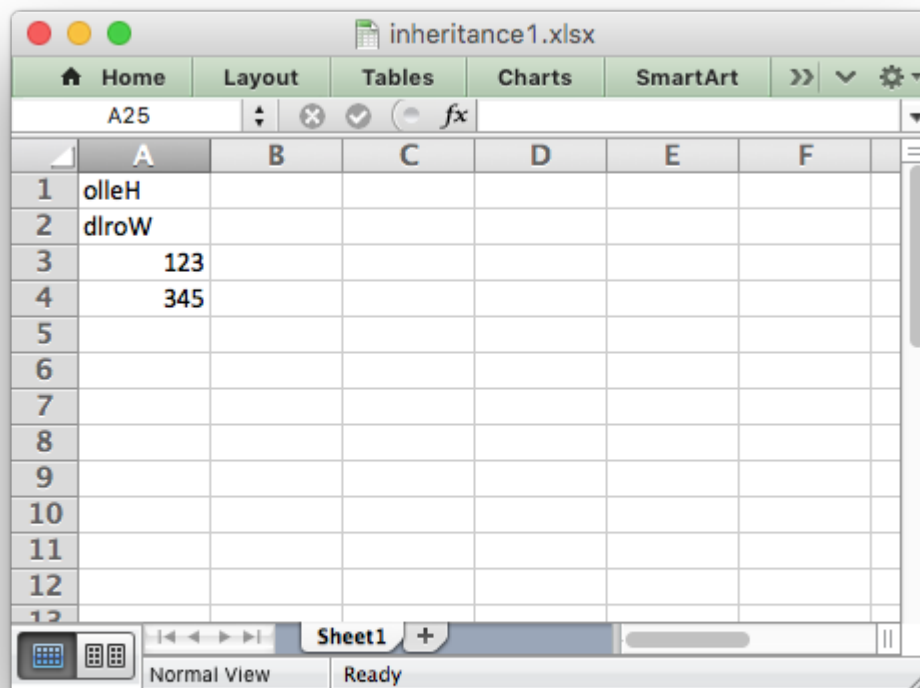 inheritance1.xlsx
Home Layout Tables Charts SmartArt
A25 fx
A B C D E F
1 olleH
2 dlroW
3 123
4 345
5
6
7
8
9
10
11
12
13
Sheet1 +
Normal View Ready